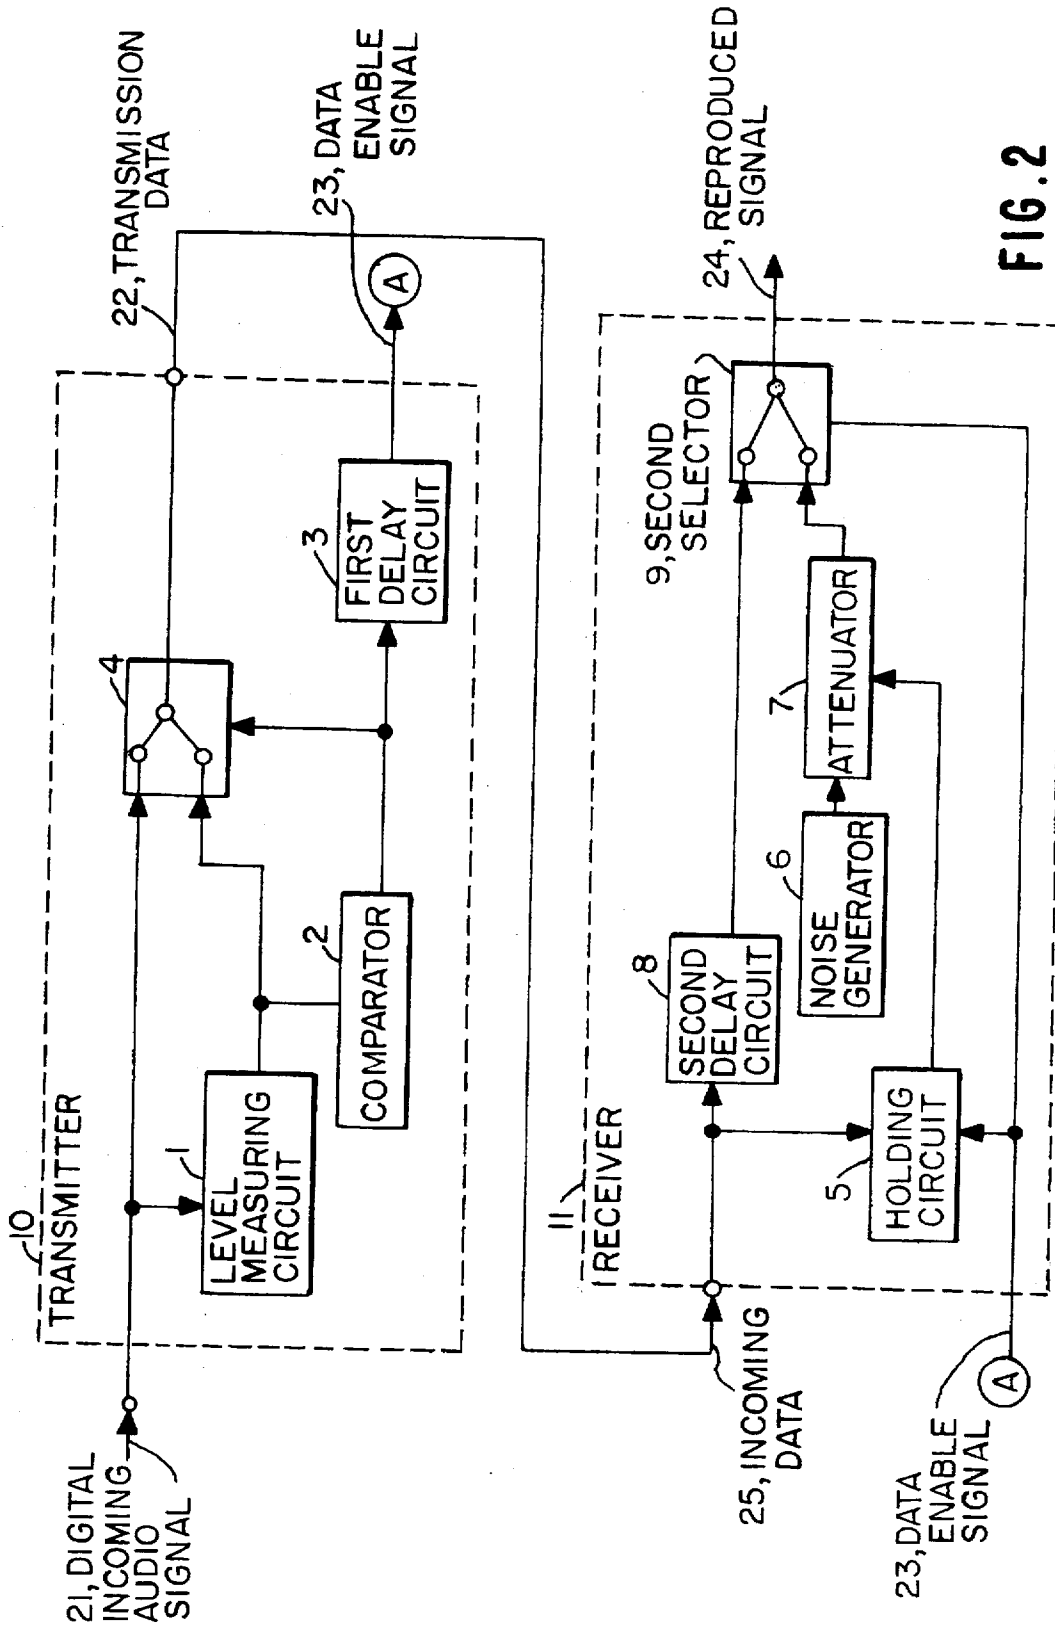 10
TRANSMITTER
21, DIGITAL
INCOMING
AUDIO
SIGNAL
1
LEVEL
MEASURING
CIRCUIT
2
COMPARATOR
4
3
FIRST
DELAY
CIRCUIT
22, TRANSMISSION
DATA
23, DATA
ENABLE
SIGNAL
A
11
RECEIVER
25, INCOMING
DATA
23, DATA
ENABLE
SIGNAL
A
8
SECOND
DELAY
CIRCUIT
5
HOLDING
CIRCUIT
6
NOISE
GENERATOR
7
ATTENUATOR
9, SECOND
SELECTOR
24, REPRODUCED
SIGNAL
FIG. 2